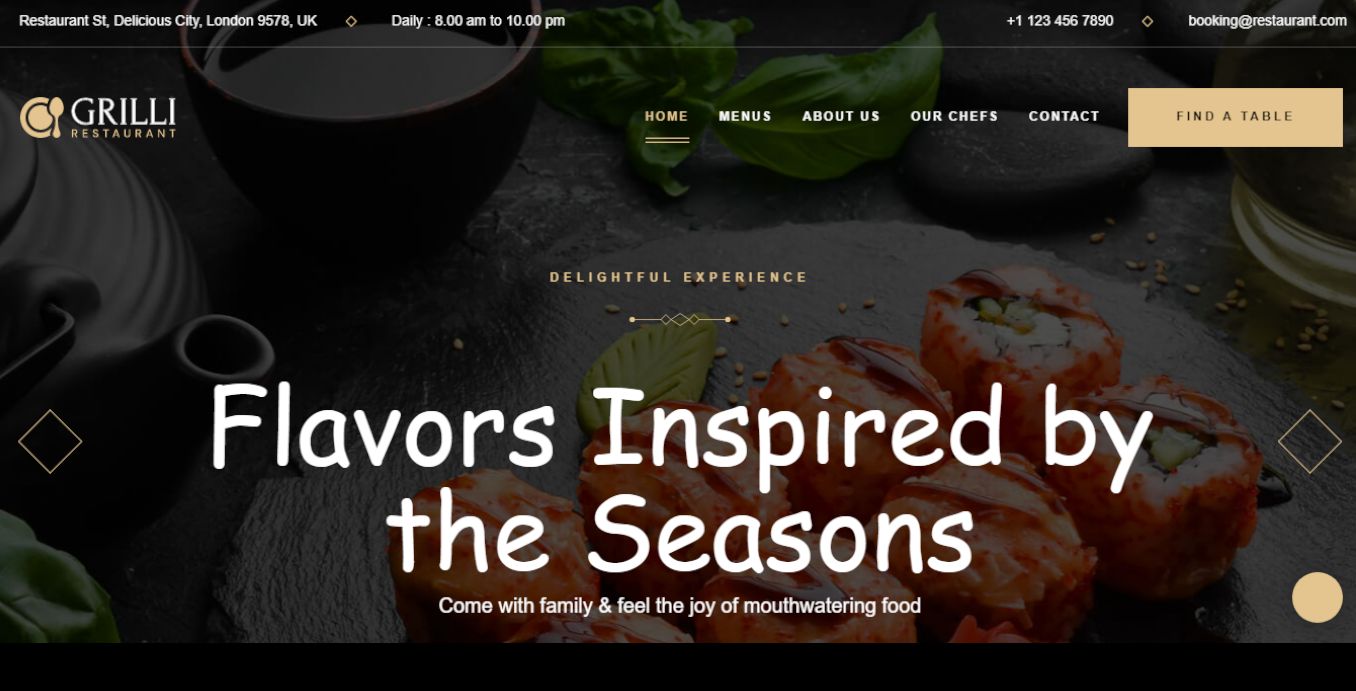 Restaurant St, Delicious City, London 9578, UK
Daily : 8.00 am to 10.00 pm
+1 123 456 7890
booking@restaurant.com
GRILLI
RESTAURANT
HOME
MENUS
ABOUT US
OUR CHEFS
CONTACT
FIND A TABLE
DELIGHTFUL EXPERIENCE
Flavors Inspired by
the Seasons
Come with family & feel the joy of mouthwatering food